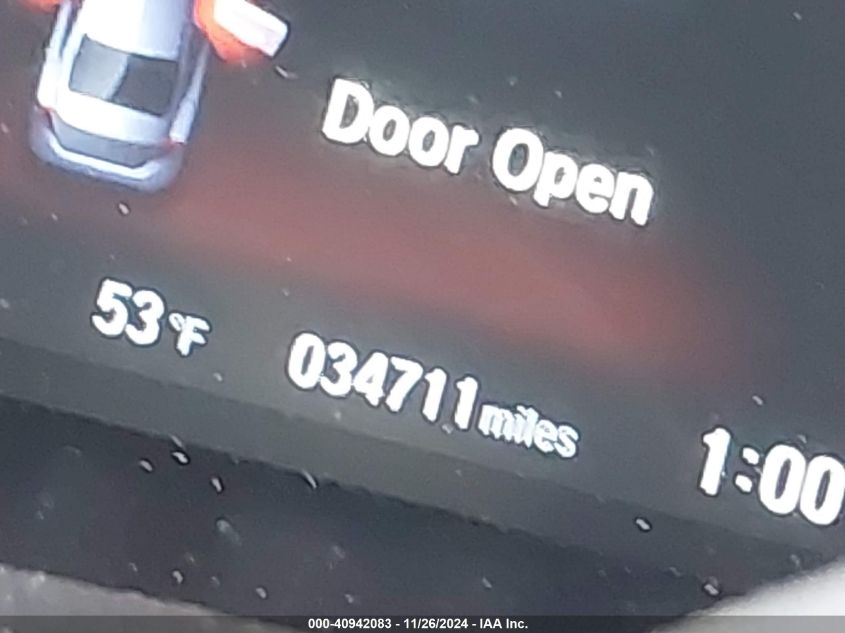 Door Open
53°F 034711 miles 1:00
000-40942083 - 11/26/2024 - IAA Inc.